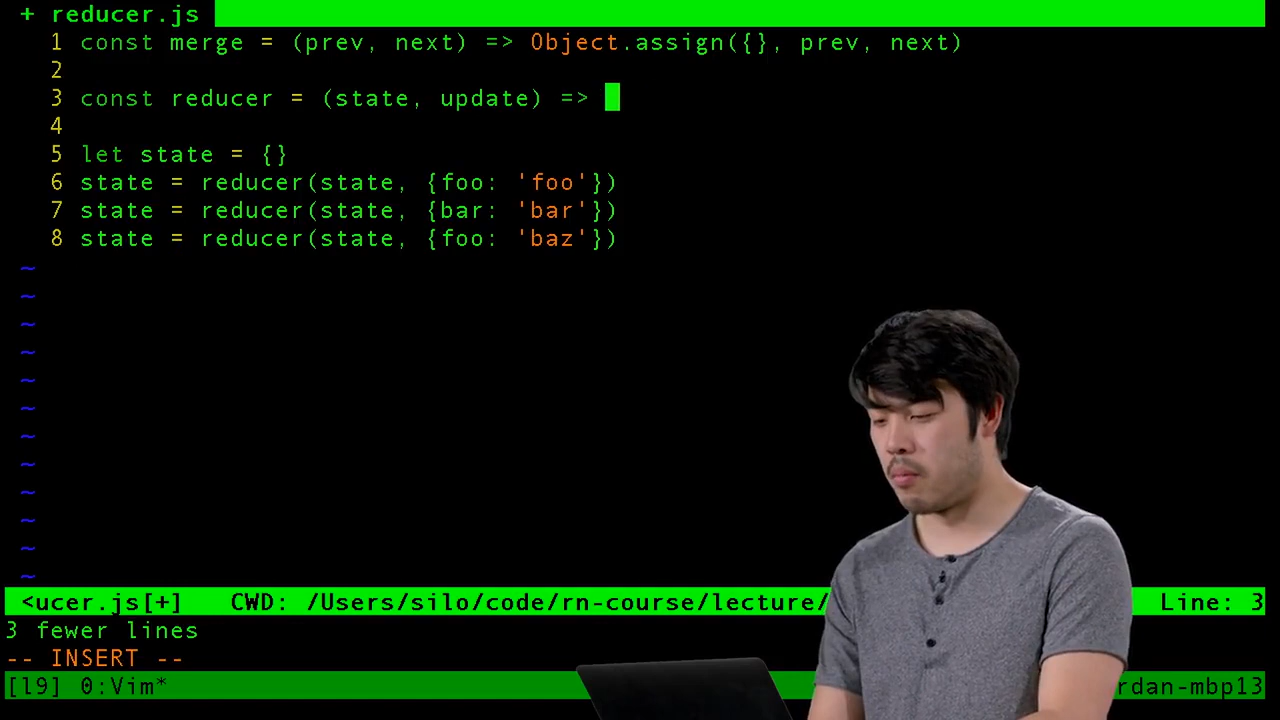 + reducer.js
1 const merge = (prev, next) => Object.assign({}, prev, next)
2
3 const reducer = (state, update) =>
4
5 let state = {}
6 state = reducer(state, {foo: 'foo'})
7 state = reducer(state, {bar: 'bar'})
8 state = reducer(state, {foo: 'baz'})
~
~
~
~
~
~
~
~
~
~
~
~
<ucer.js[+] CWD: /Users/silo/code/rn-course/lecture/ Line: 3
3 fewer lines
-- INSERT --
[l9] 0:Vim* rdan-mbp13